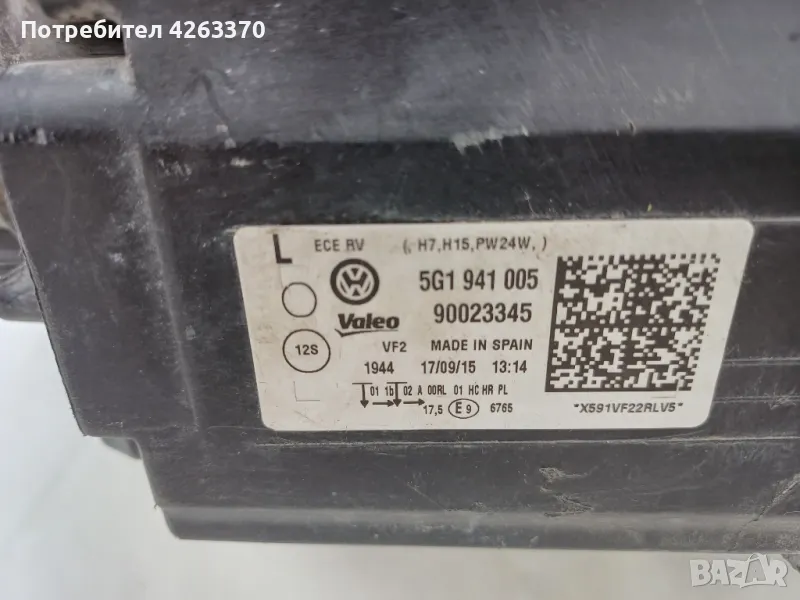 Потребител 4263370
L ECE RV (, H7,H15,PW24W, )
5G1 941 005
Valeo 90023345
12S VF2 MADE IN SPAIN
1944 17/09/15 13:14
01 1b 02 A 00RL 01 HC HR PL
17,5 E9 6765
*X591VF22RLV5*
BAZAR